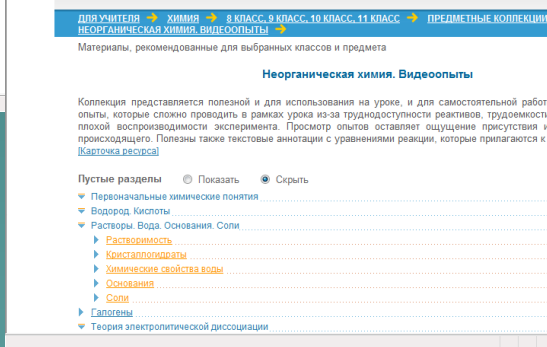 ДЛЯ УЧИТЕЛЯ → ХИМИЯ → 8 КЛАСС, 9 КЛАСС, 10 КЛАСС, 11 КЛАСС → ПРЕДМЕТНЫЕ КОЛЛЕКЦИИ
НЕОРГАНИЧЕСКАЯ ХИМИЯ. ВИДЕООПЫТЫ →
Материалы, рекомендованные для выбранных классов и предмета
Неорганическая химия. Видеоопыты
Коллекция представляется полезной и для использования на уроке, и для самостоятельной работ
опыты, которые сложно проводить в рамках урока из-за труднодоступности реактивов, трудоемкость
плохой воспроизводимости эксперимента. Просмотр опытов оставляет ощущение присутствия и
происходящего. Полезны также текстовые аннотации с уравнениями реакции, которые прилагаются к
[Карточка ресурса]
Пустые разделы Показать Скрыть
Первоначальные химические понятия
Водород. Кислоты
Растворы. Вода. Основания. Соли
Растворимость
Кристаллогидраты
Химические свойства воды
Основания
Соли
Галогены
Теория электролитической диссоциации